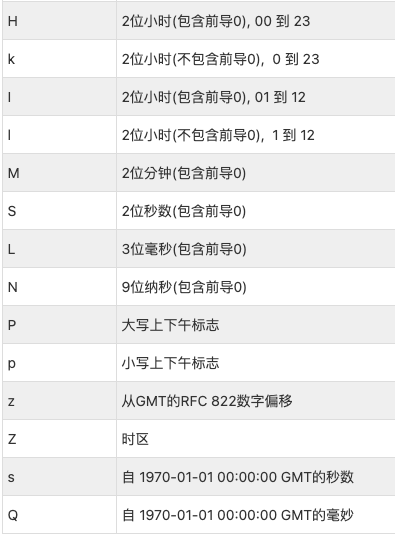 H 2位小时(包含前导0), 00 到 23
k 2位小时(不包含前导0),  0 到 23
I 2位小时(包含前导0), 01 到 12
l 2位小时(不包含前导0),  1 到 12
M 2位分钟(包含前导0)
S 2位秒数(包含前导0)
L 3位毫秒(包含前导0)
N 9位纳秒(包含前导0)
P 大写上下午标志
p 小写上下午标志
z 从GMT的RFC 822数字偏移
Z 时区
s 自 1970-01-01 00:00:00 GMT的秒数
Q 自 1970-01-01 00:00:00 GMT的毫妙